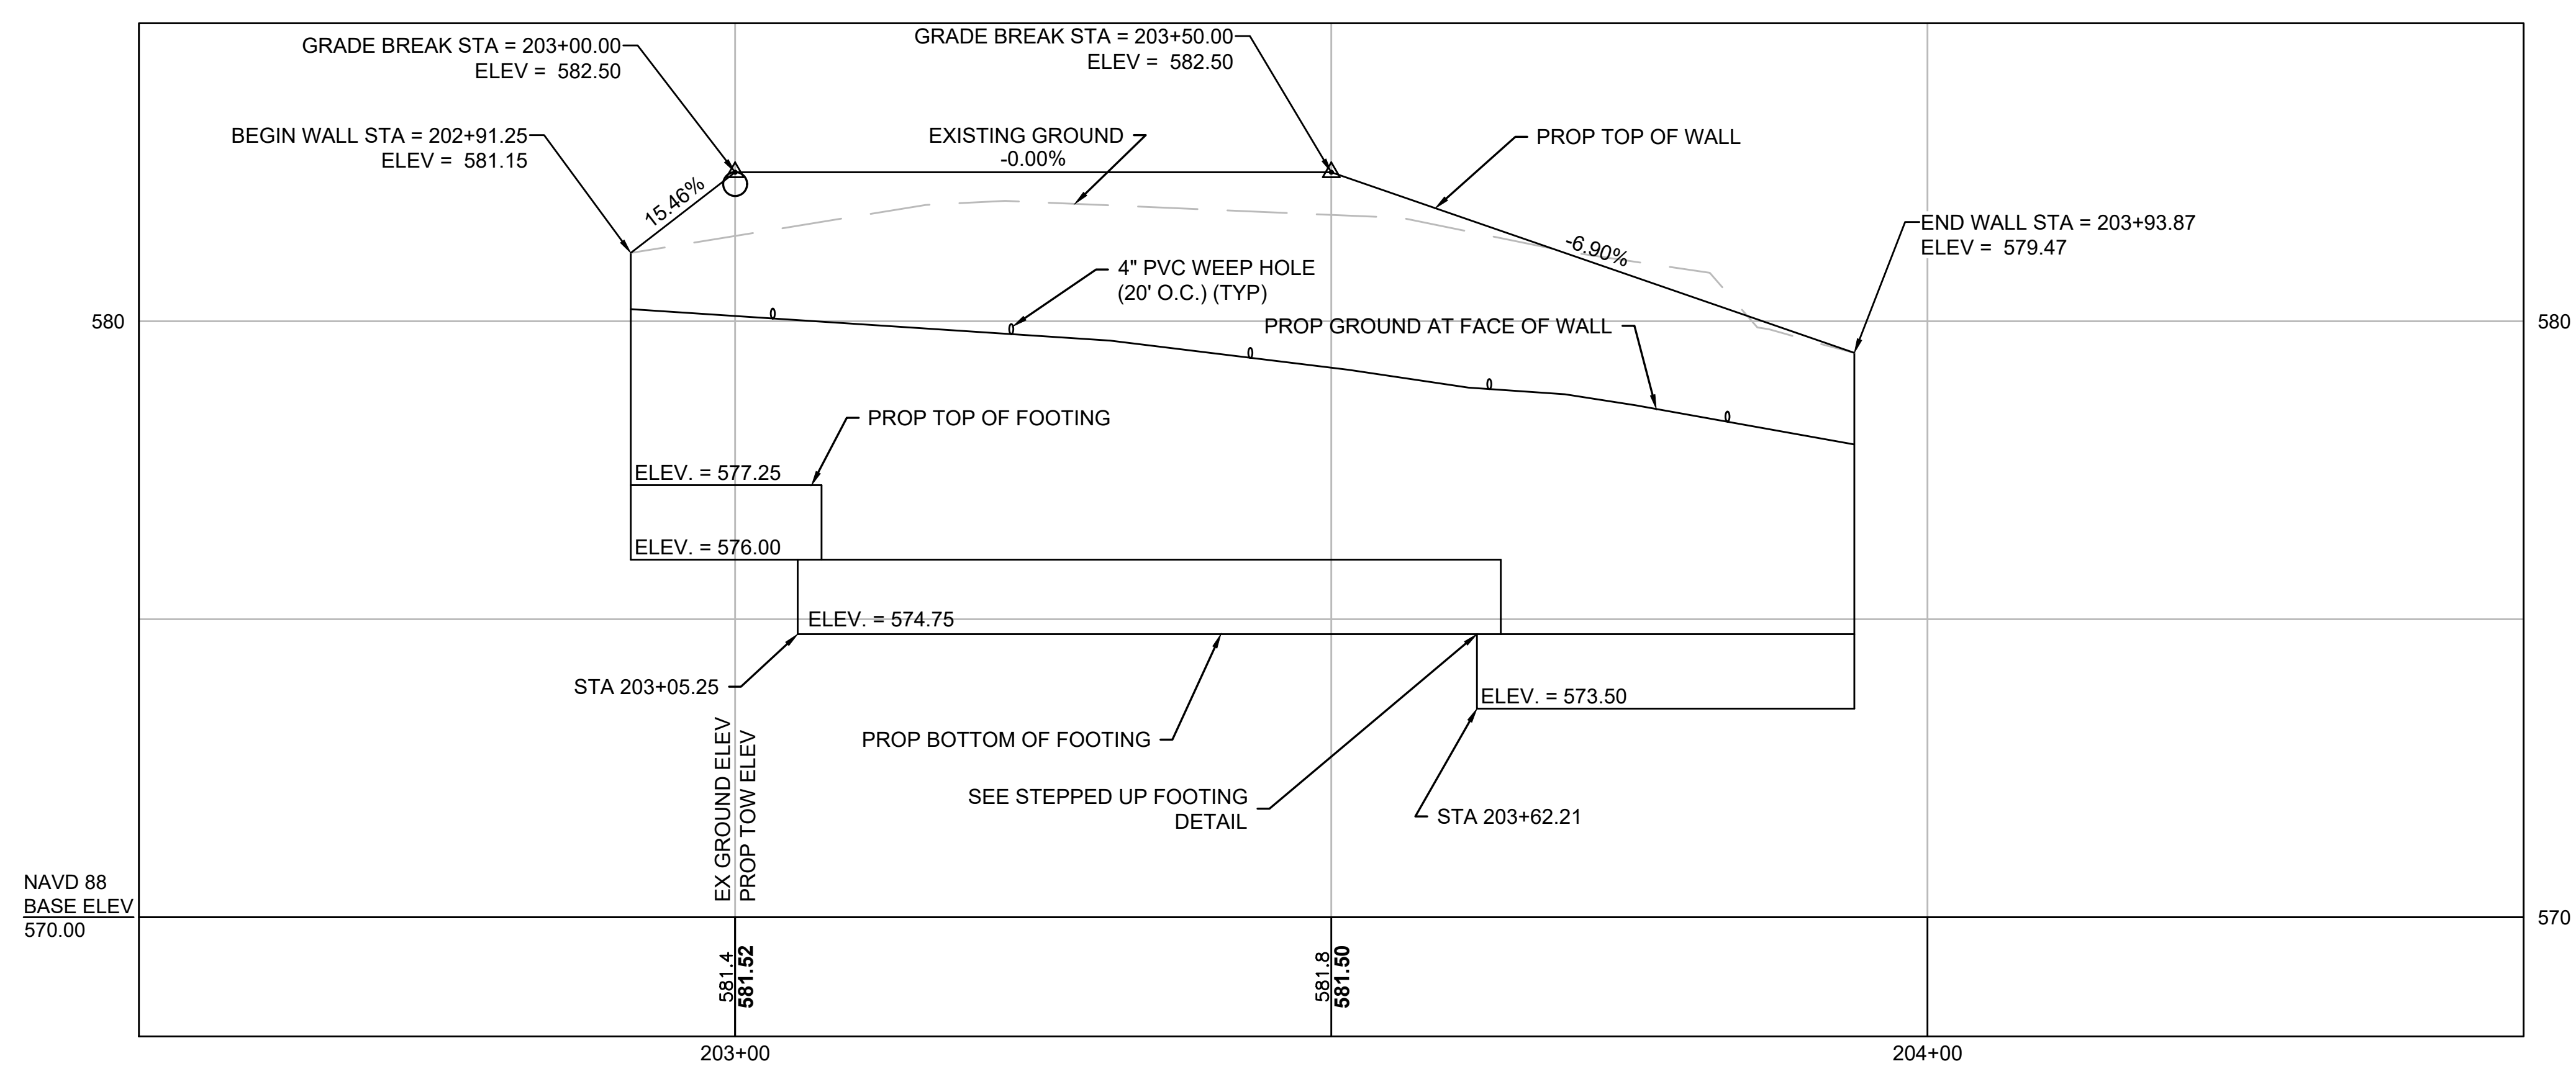 GRADE BREAK STA = 203+00.00
ELEV = 582.50
GRADE BREAK STA = 203+50.00
ELEV = 582.50
BEGIN WALL STA = 202+91.25
ELEV = 581.15
EXISTING GROUND
-0.00%
PROP TOP OF WALL
15.46%
-6.90%
END WALL STA = 203+93.87
ELEV = 579.47
4" PVC WEEP HOLE
(20' O.C.) (TYP)
580
PROP GROUND AT FACE OF WALL
580
PROP TOP OF FOOTING
ELEV. = 577.25
ELEV. = 576.00
ELEV. = 574.75
STA 203+05.25
ELEV. = 573.50
PROP BOTTOM OF FOOTING
SEE STEPPED UP FOOTING
DETAIL
STA 203+62.21
EX GROUND ELEV
PROP TOW ELEV
NAVD 88
BASE ELEV
570.00
570
581.4
581.52
581.8
581.50
203+00
204+00